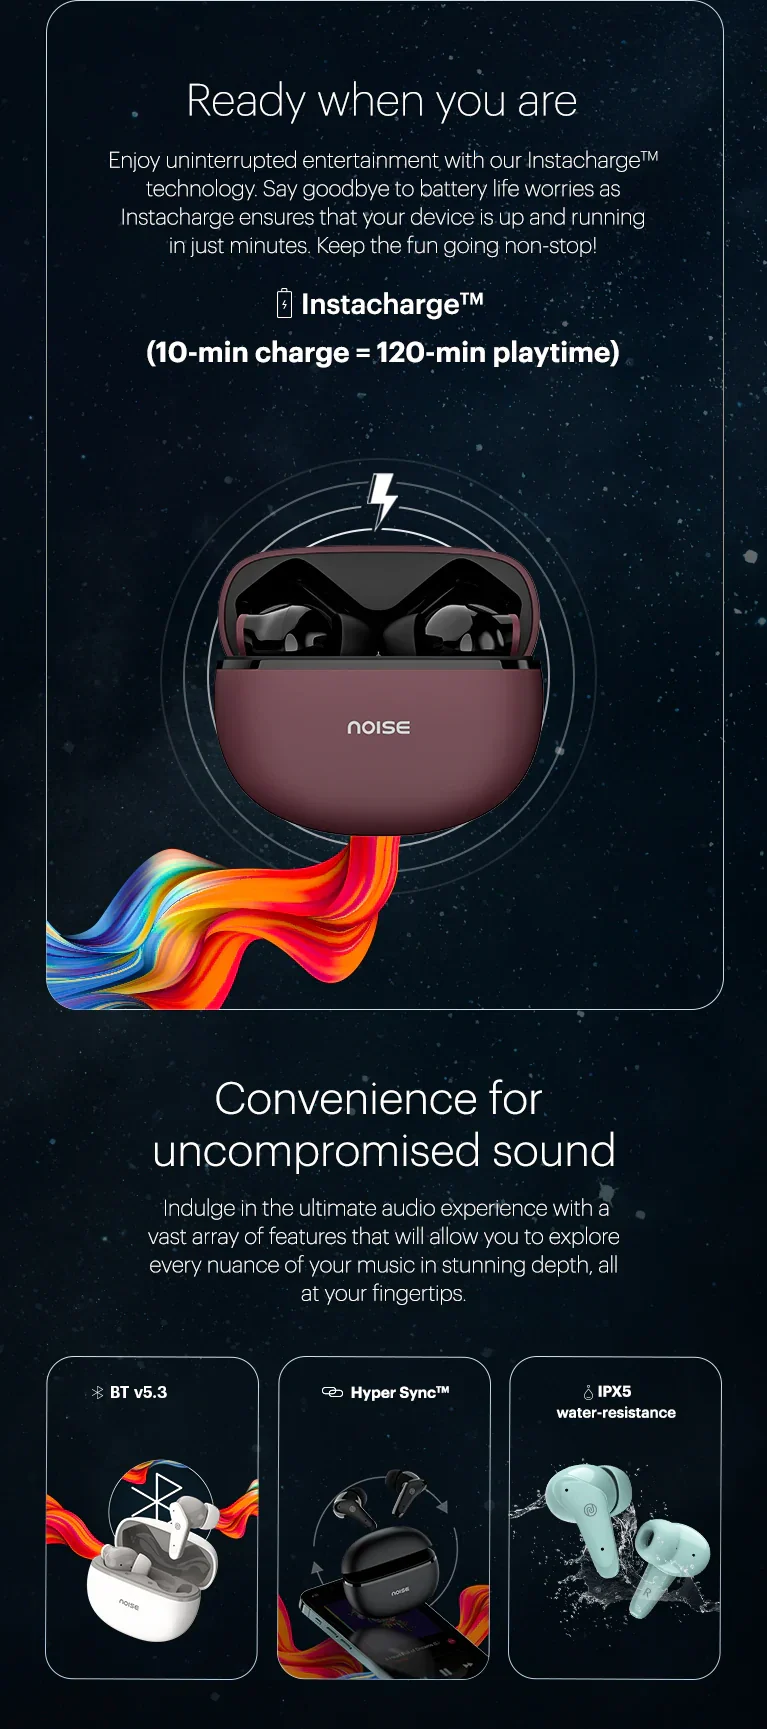 Ready when you are
Enjoy uninterrupted entertainment with our Instacharge™
technology. Say goodbye to battery life worries as
Instacharge ensures that your device is up and running
in just minutes. Keep the fun going non-stop!
Instacharge™
(10-min charge = 120-min playtime)
NOISE
Convenience for
uncompromised sound
Indulge in the ultimate audio experience with a
vast array of features that will allow you to explore
every nuance of your music in stunning depth, all
at your fingertips.
BT v5.3
Hyper Sync™
IPX5
water-resistance
NOISE
NOISE
R